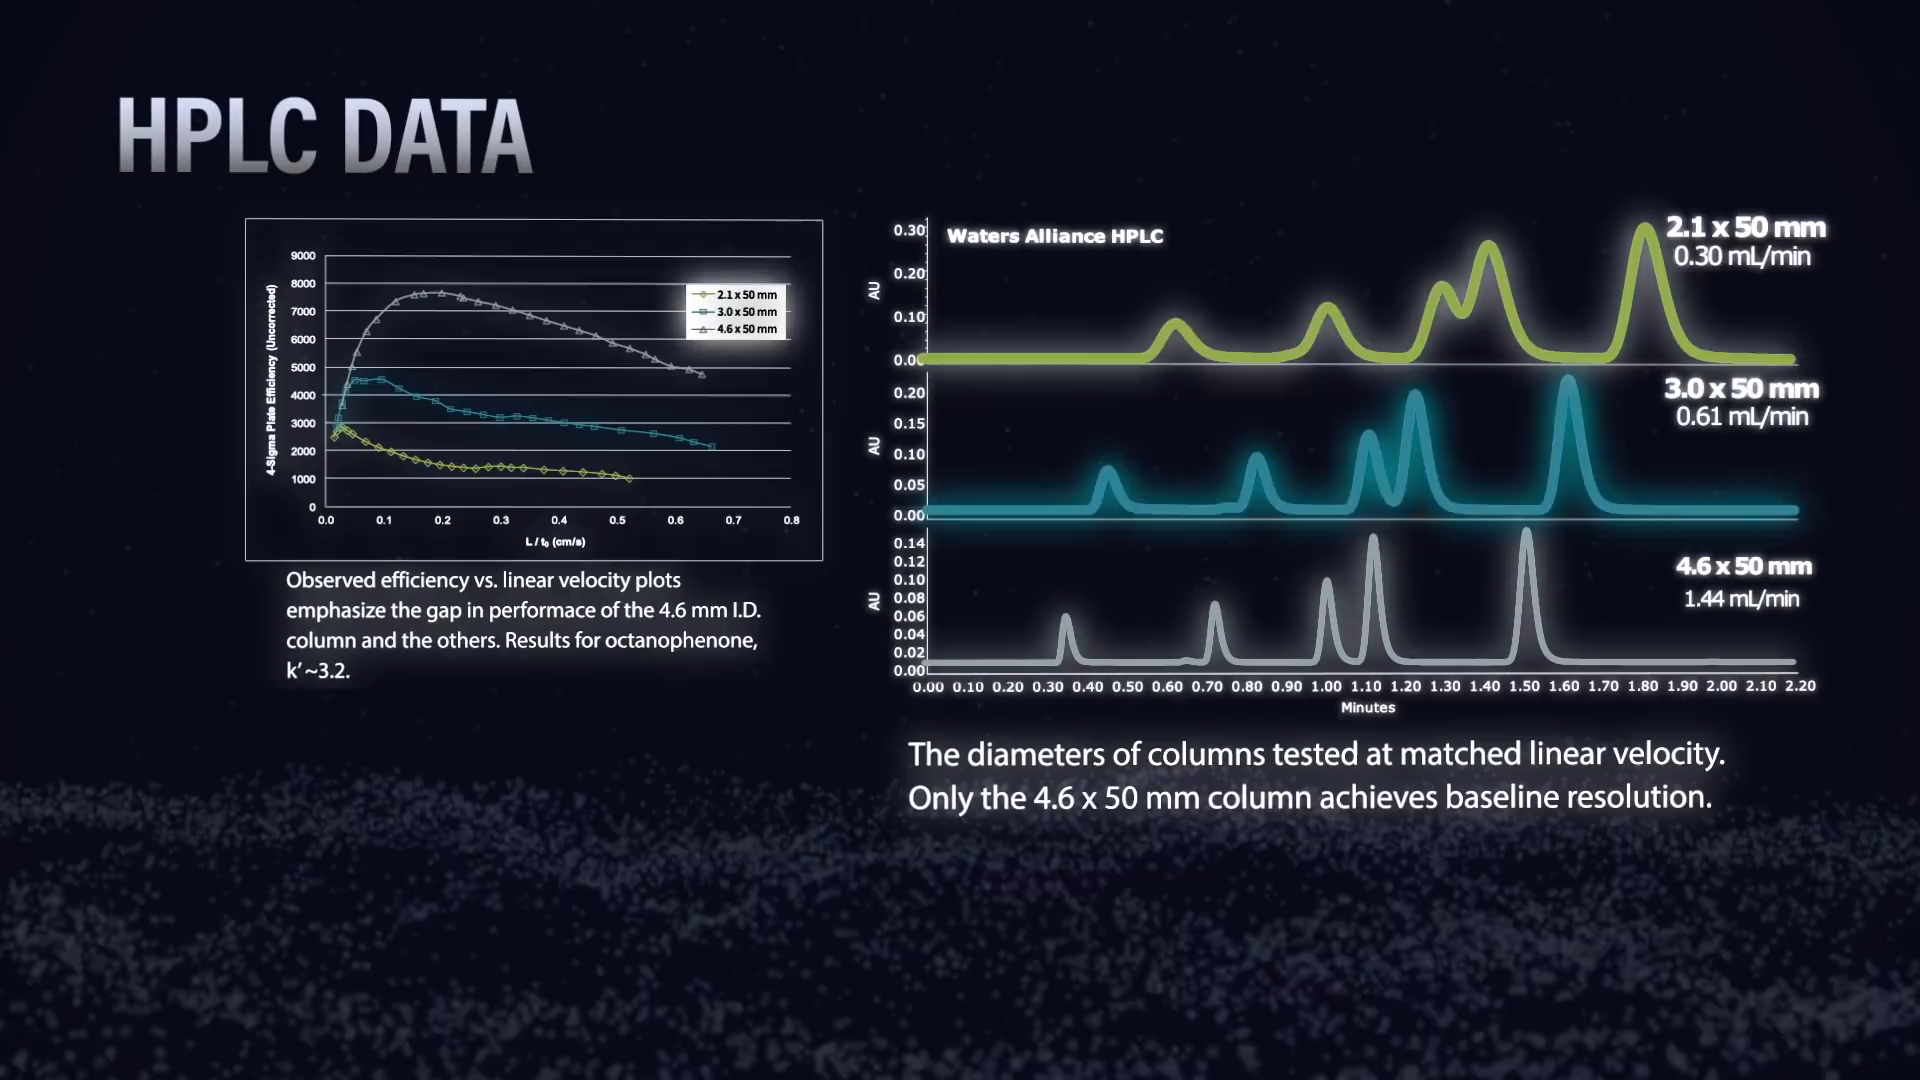 HPLC DATA
4-Sigma Plate Efficiency (Uncorrected)
9000
8000
7000
6000
5000
4000
3000
2000
1000
0
0.0 0.1 0.2 0.3 0.4 0.5 0.6 0.7 0.8
L / t₀ (cm/s)
2.1 x 50 mm
3.0 x 50 mm
4.6 x 50 mm
Observed efficiency vs. linear velocity plots
emphasize the gap in performace of the 4.6 mm I.D.
column and the others. Results for octanophenone,
k' ~3.2.
Waters Alliance HPLC
AU
0.30
0.20
0.10
0.00
2.1 x 50 mm
0.30 mL/min
AU
0.20
0.15
0.10
0.05
0.00
3.0 x 50 mm
0.61 mL/min
AU
0.14
0.12
0.10
0.08
0.06
0.04
0.02
0.00
4.6 x 50 mm
1.44 mL/min
0.00 0.10 0.20 0.30 0.40 0.50 0.60 0.70 0.80 0.90 1.00 1.10 1.20 1.30 1.40 1.50 1.60 1.70 1.80 1.90 2.00 2.10 2.20
Minutes
The diameters of columns tested at matched linear velocity.
Only the 4.6 x 50 mm column achieves baseline resolution.